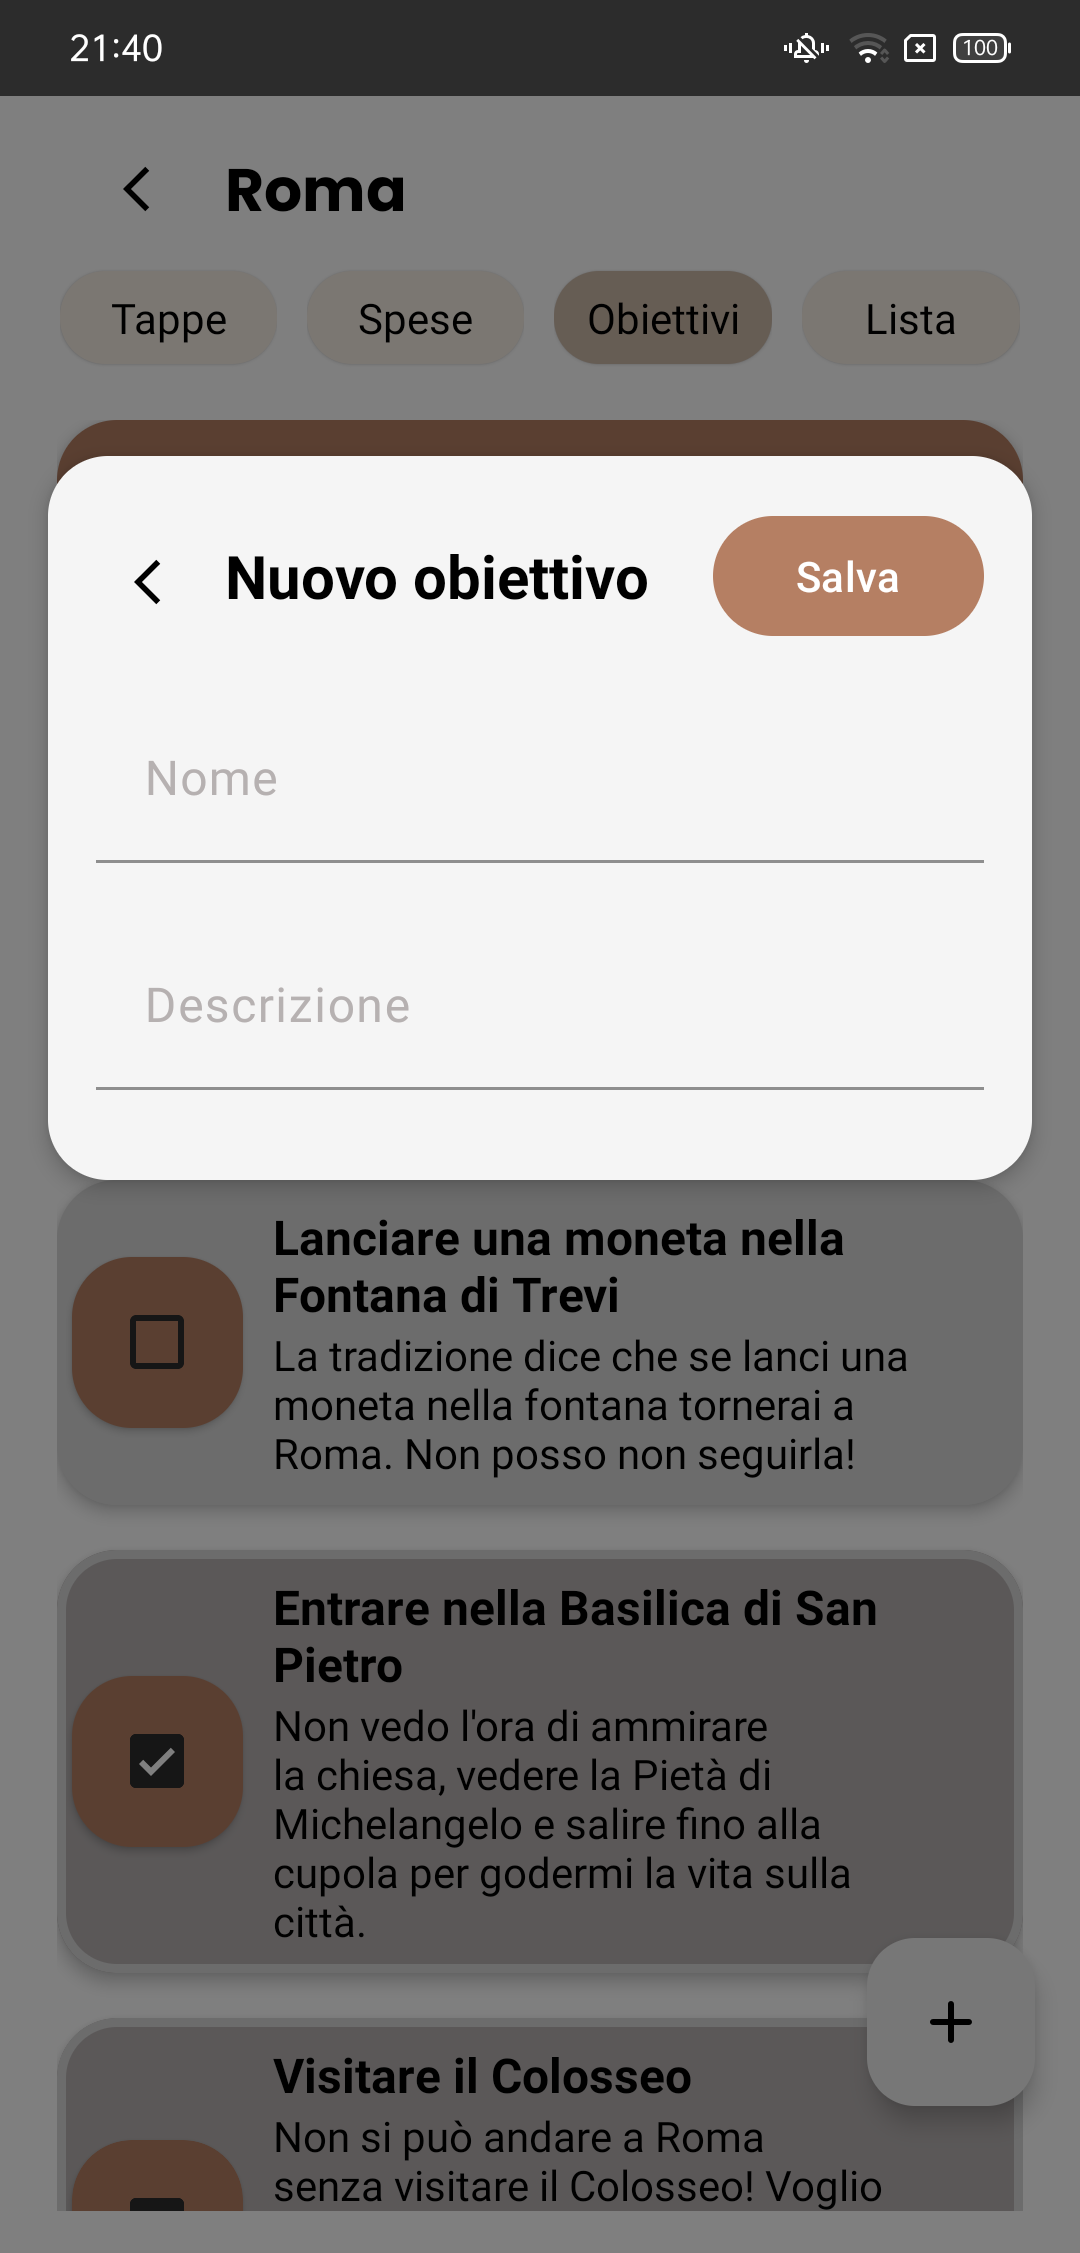 21:40
100
Roma
Tappe
Spese
Obiettivi
Lista
Nuovo obiettivo
Salva
Nome
Descrizione
Lanciare una moneta nella
Fontana di Trevi
La tradizione dice che se lanci una
moneta nella fontana tornerai a
Roma. Non posso non seguirla!
Entrare nella Basilica di San
Pietro
Non vedo l'ora di ammirare
la chiesa, vedere la Pietà di
Michelangelo e salire fino alla
cupola per godermi la vita sulla
città.
Visitare il Colosseo
Non si può andare a Roma
senza visitare il Colosseo! Voglio